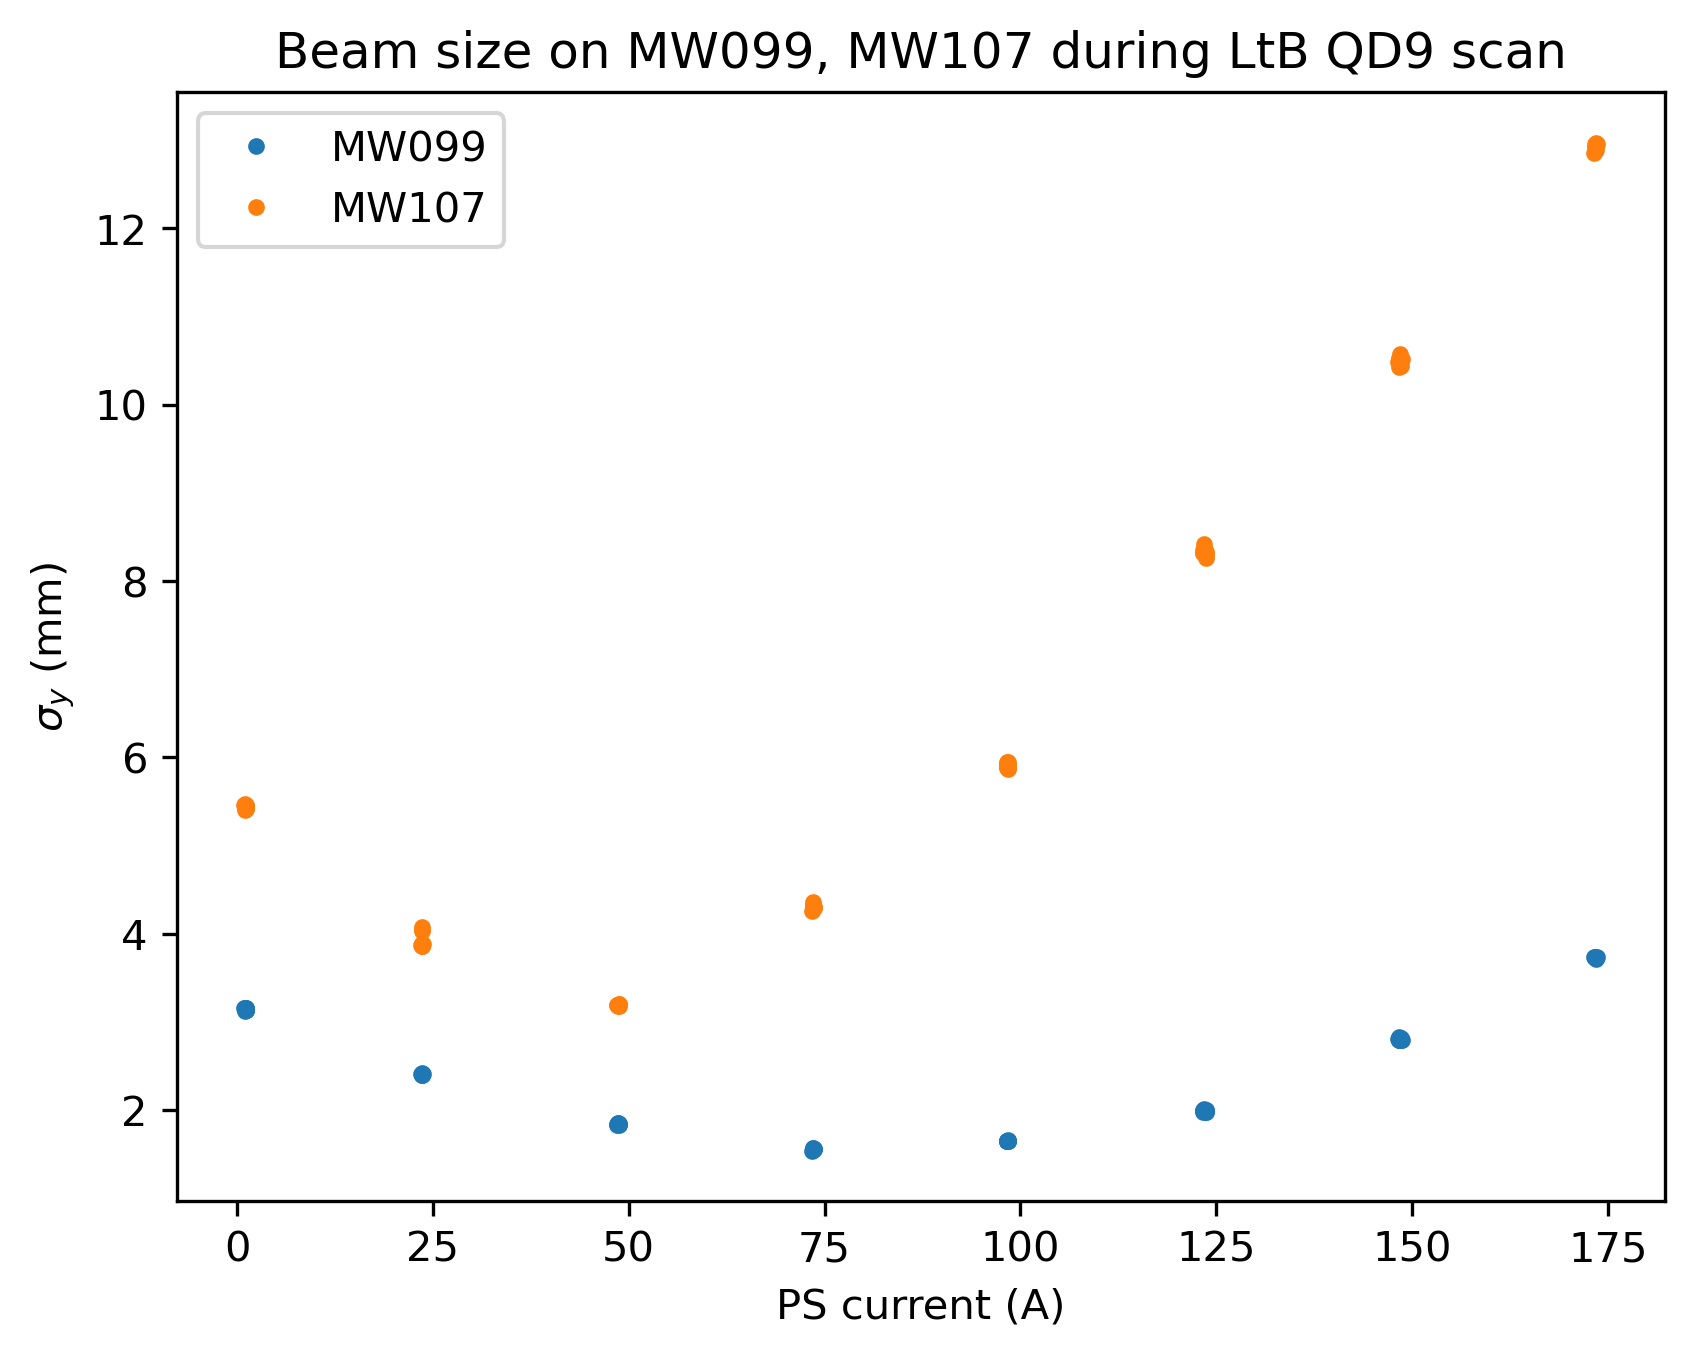 Beam size on MW099, MW107 during LtB QD9 scan
MW099
MW107
12
10
8
6
4
2
σy (mm)
0 25 50 75 100 125 150 175
PS current (A)